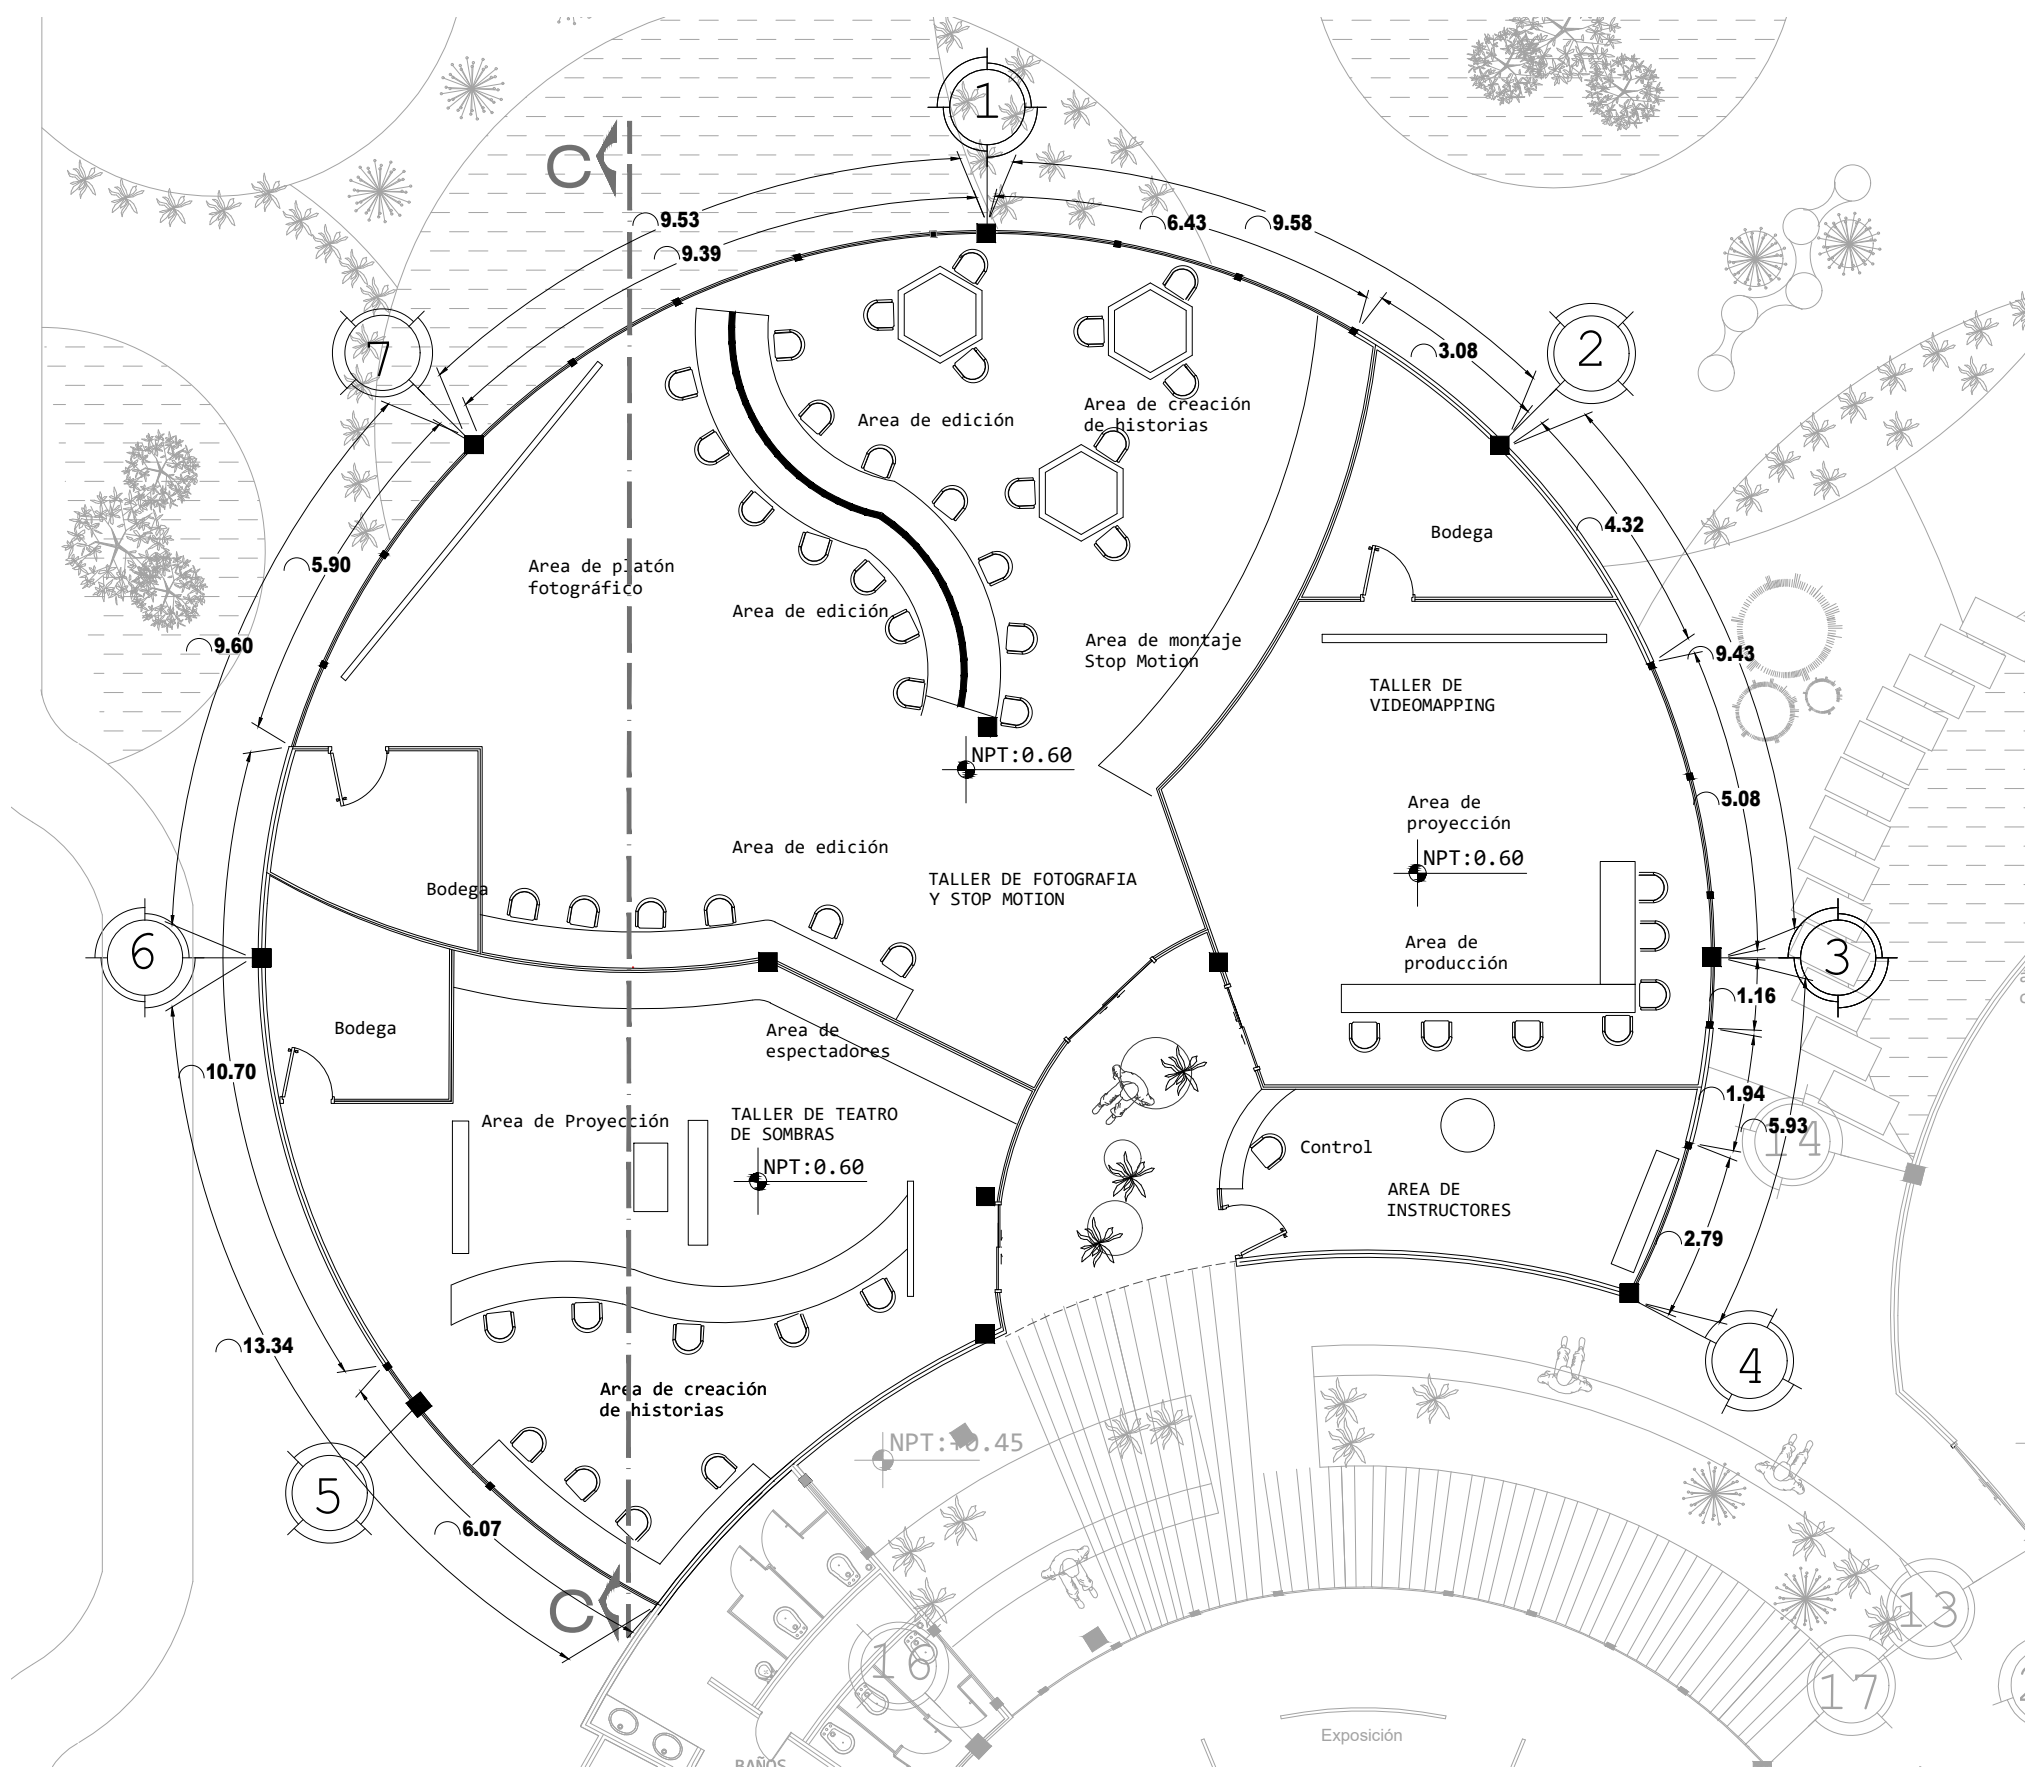 1
C
9.53
6.43
9.58
9.39
7
3.08
2
Area de edición
Area de creación
de historias
4.32
Bodega
5.90
Area de platón
fotográfico
Area de edición
9.60
Area de montaje
Stop Motion
9.43
TALLER DE
VIDEOMAPPING
NPT:0.60
5.08
Area de
proyección
NPT:0.60
Area de edición
TALLER DE FOTOGRAFIA
Y STOP MOTION
Bodega
6
3
Area de
producción
1.16
Bodega
Area de
espectadores
10.70
1.94
5.93
14
Area de Proyección
TALLER DE TEATRO
DE SOMBRAS
NPT:0.60
Control
AREA DE
INSTRUCTORES
2.79
13.34
4
Area de creación
de historias
NPT:+0.45
5
6.07
C
13
16
17
Exposición
BAÑOS